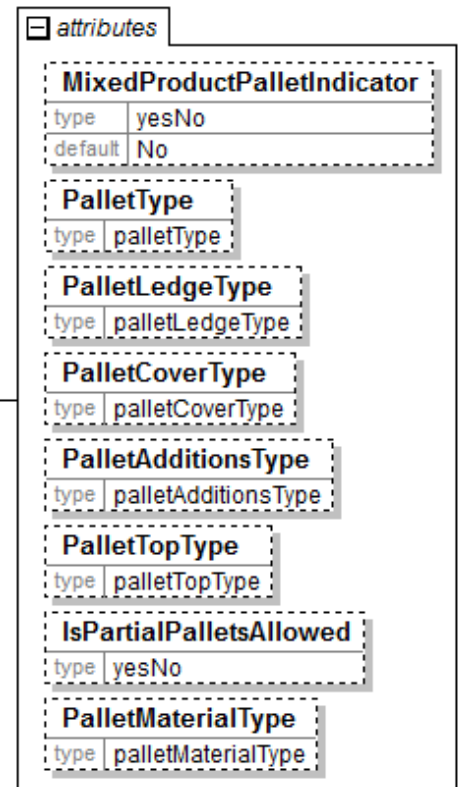 attributes
MixedProductPalletIndicator
type yesNo
default No
PalletType
type palletType
PalletLedgeType
type palletLedgeType
PalletCoverType
type palletCoverType
PalletAdditionsType
type palletAdditionsType
PalletTopType
type palletTopType
IsPartialPalletsAllowed
type yesNo
PalletMaterialType
type palletMaterialType